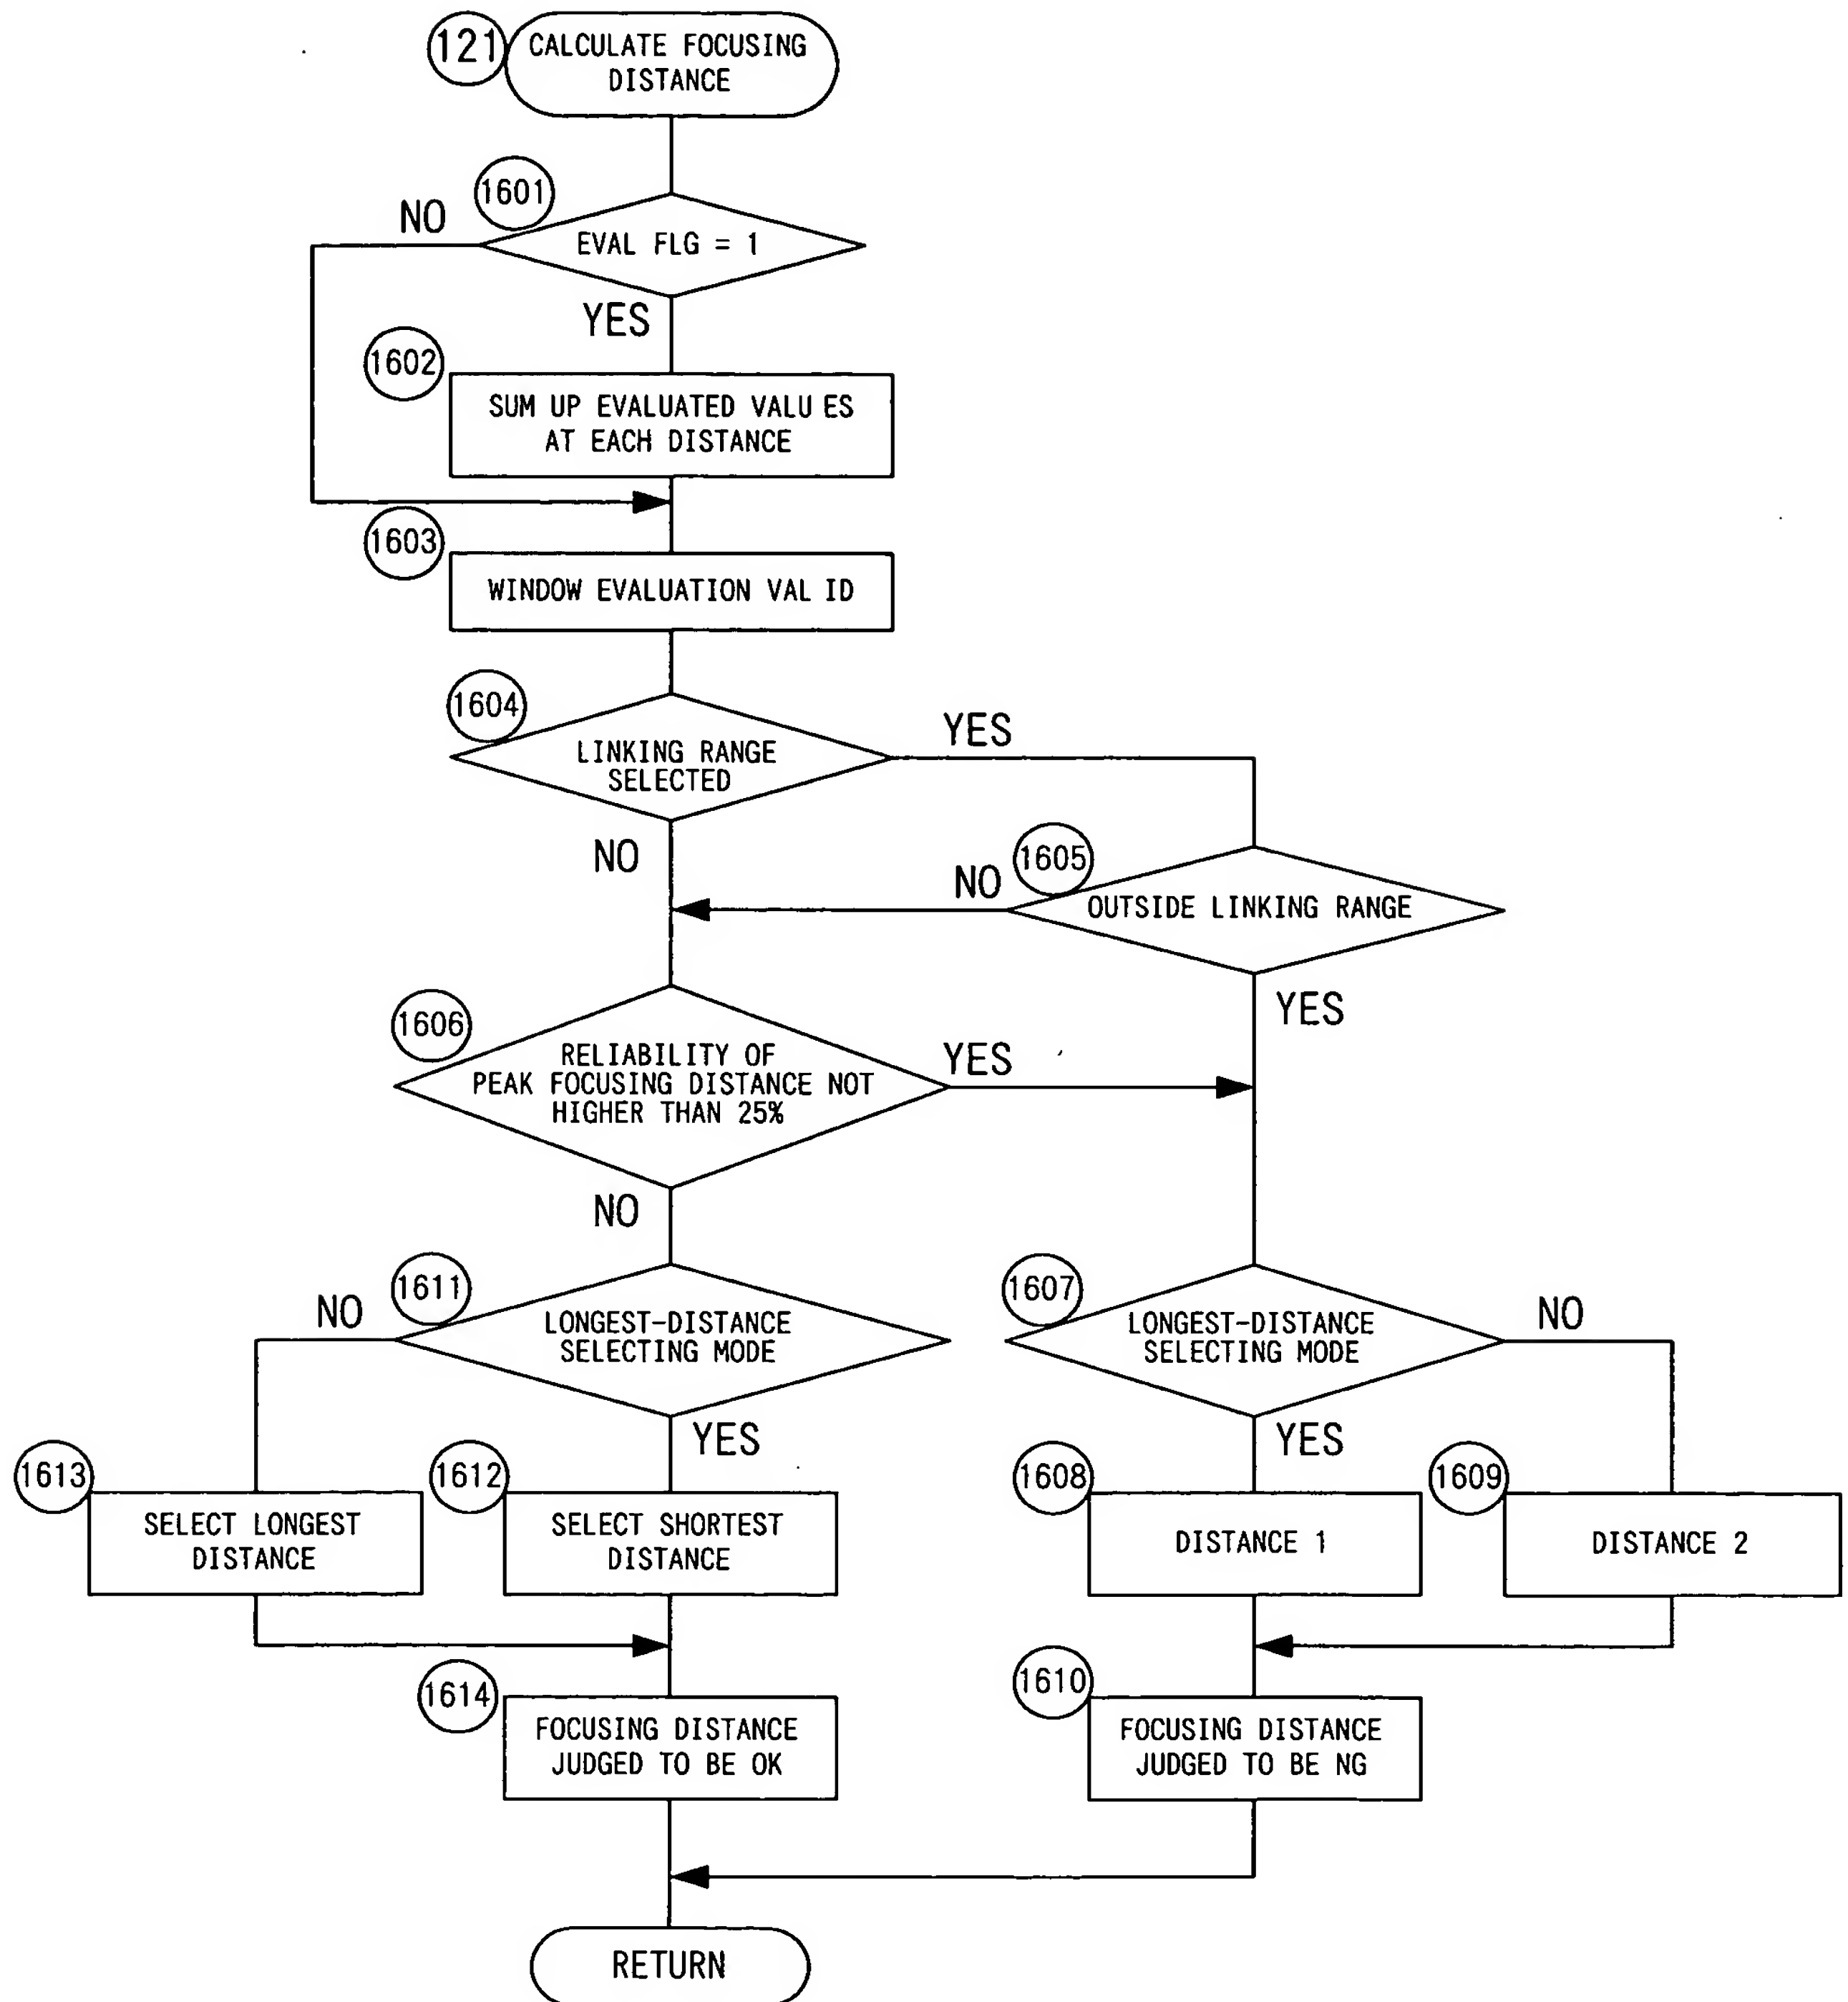 121
CALCULATE FOCUSING
DISTANCE
1601
NO
EVAL FLG = 1
YES
1602
SUM UP EVALUATED VALU ES
AT EACH DISTANCE
1603
WINDOW EVALUATION VAL ID
1604
YES
LINKING RANGE
SELECTED
NO
1605
NO
OUTSIDE LINKING RANGE
YES
1606
YES
RELIABILITY OF
PEAK FOCUSING DISTANCE NOT
HIGHER THAN 25%
NO
1611
NO
LONGEST-DISTANCE
SELECTING MODE
YES
1607
NO
LONGEST-DISTANCE
SELECTING MODE
YES
1613
SELECT LONGEST
DISTANCE
1612
SELECT SHORTEST
DISTANCE
1608
DISTANCE 1
1609
DISTANCE 2
1614
FOCUSING DISTANCE
JUDGED TO BE OK
1610
FOCUSING DISTANCE
JUDGED TO BE NG
RETURN